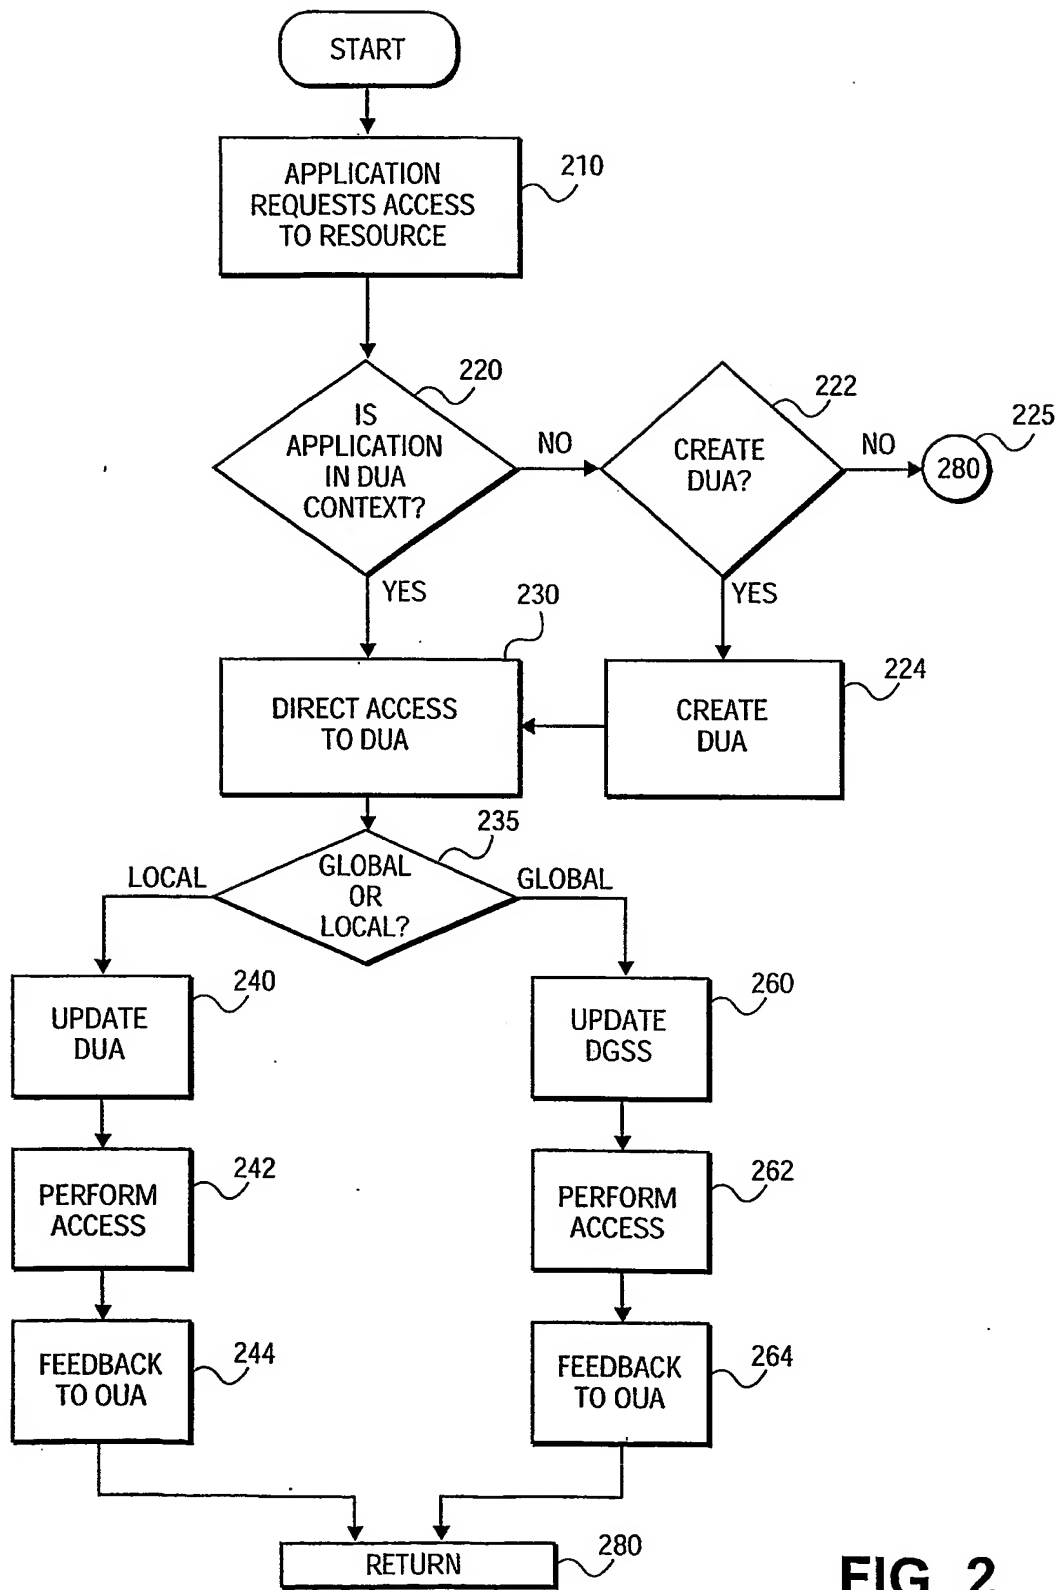 START
APPLICATION
REQUESTS ACCESS
TO RESOURCE
210
IS
APPLICATION
IN DUA
CONTEXT?
220
NO
CREATE
DUA?
222
NO
280
225
YES
YES
DIRECT ACCESS
TO DUA
230
CREATE
DUA
224
GLOBAL
OR
LOCAL?
235
LOCAL
GLOBAL
UPDATE
DUA
240
UPDATE
DGSS
260
PERFORM
ACCESS
242
PERFORM
ACCESS
262
FEEDBACK
TO OUA
244
FEEDBACK
TO OUA
264
RETURN
280
FIG. 2